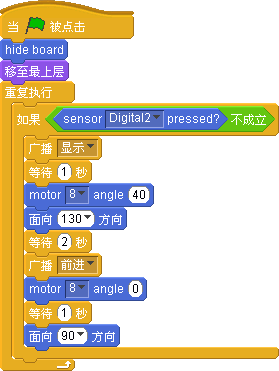 当 被点击
hide board
移至最上层
重复执行
如果 sensor Digital2 pressed? 不成立
广播 显示
等待 1 秒
motor 8 angle 40
面向 130 方向
等待 2 秒
广播 前进
motor 8 angle 0
等待 1 秒
面向 90 方向